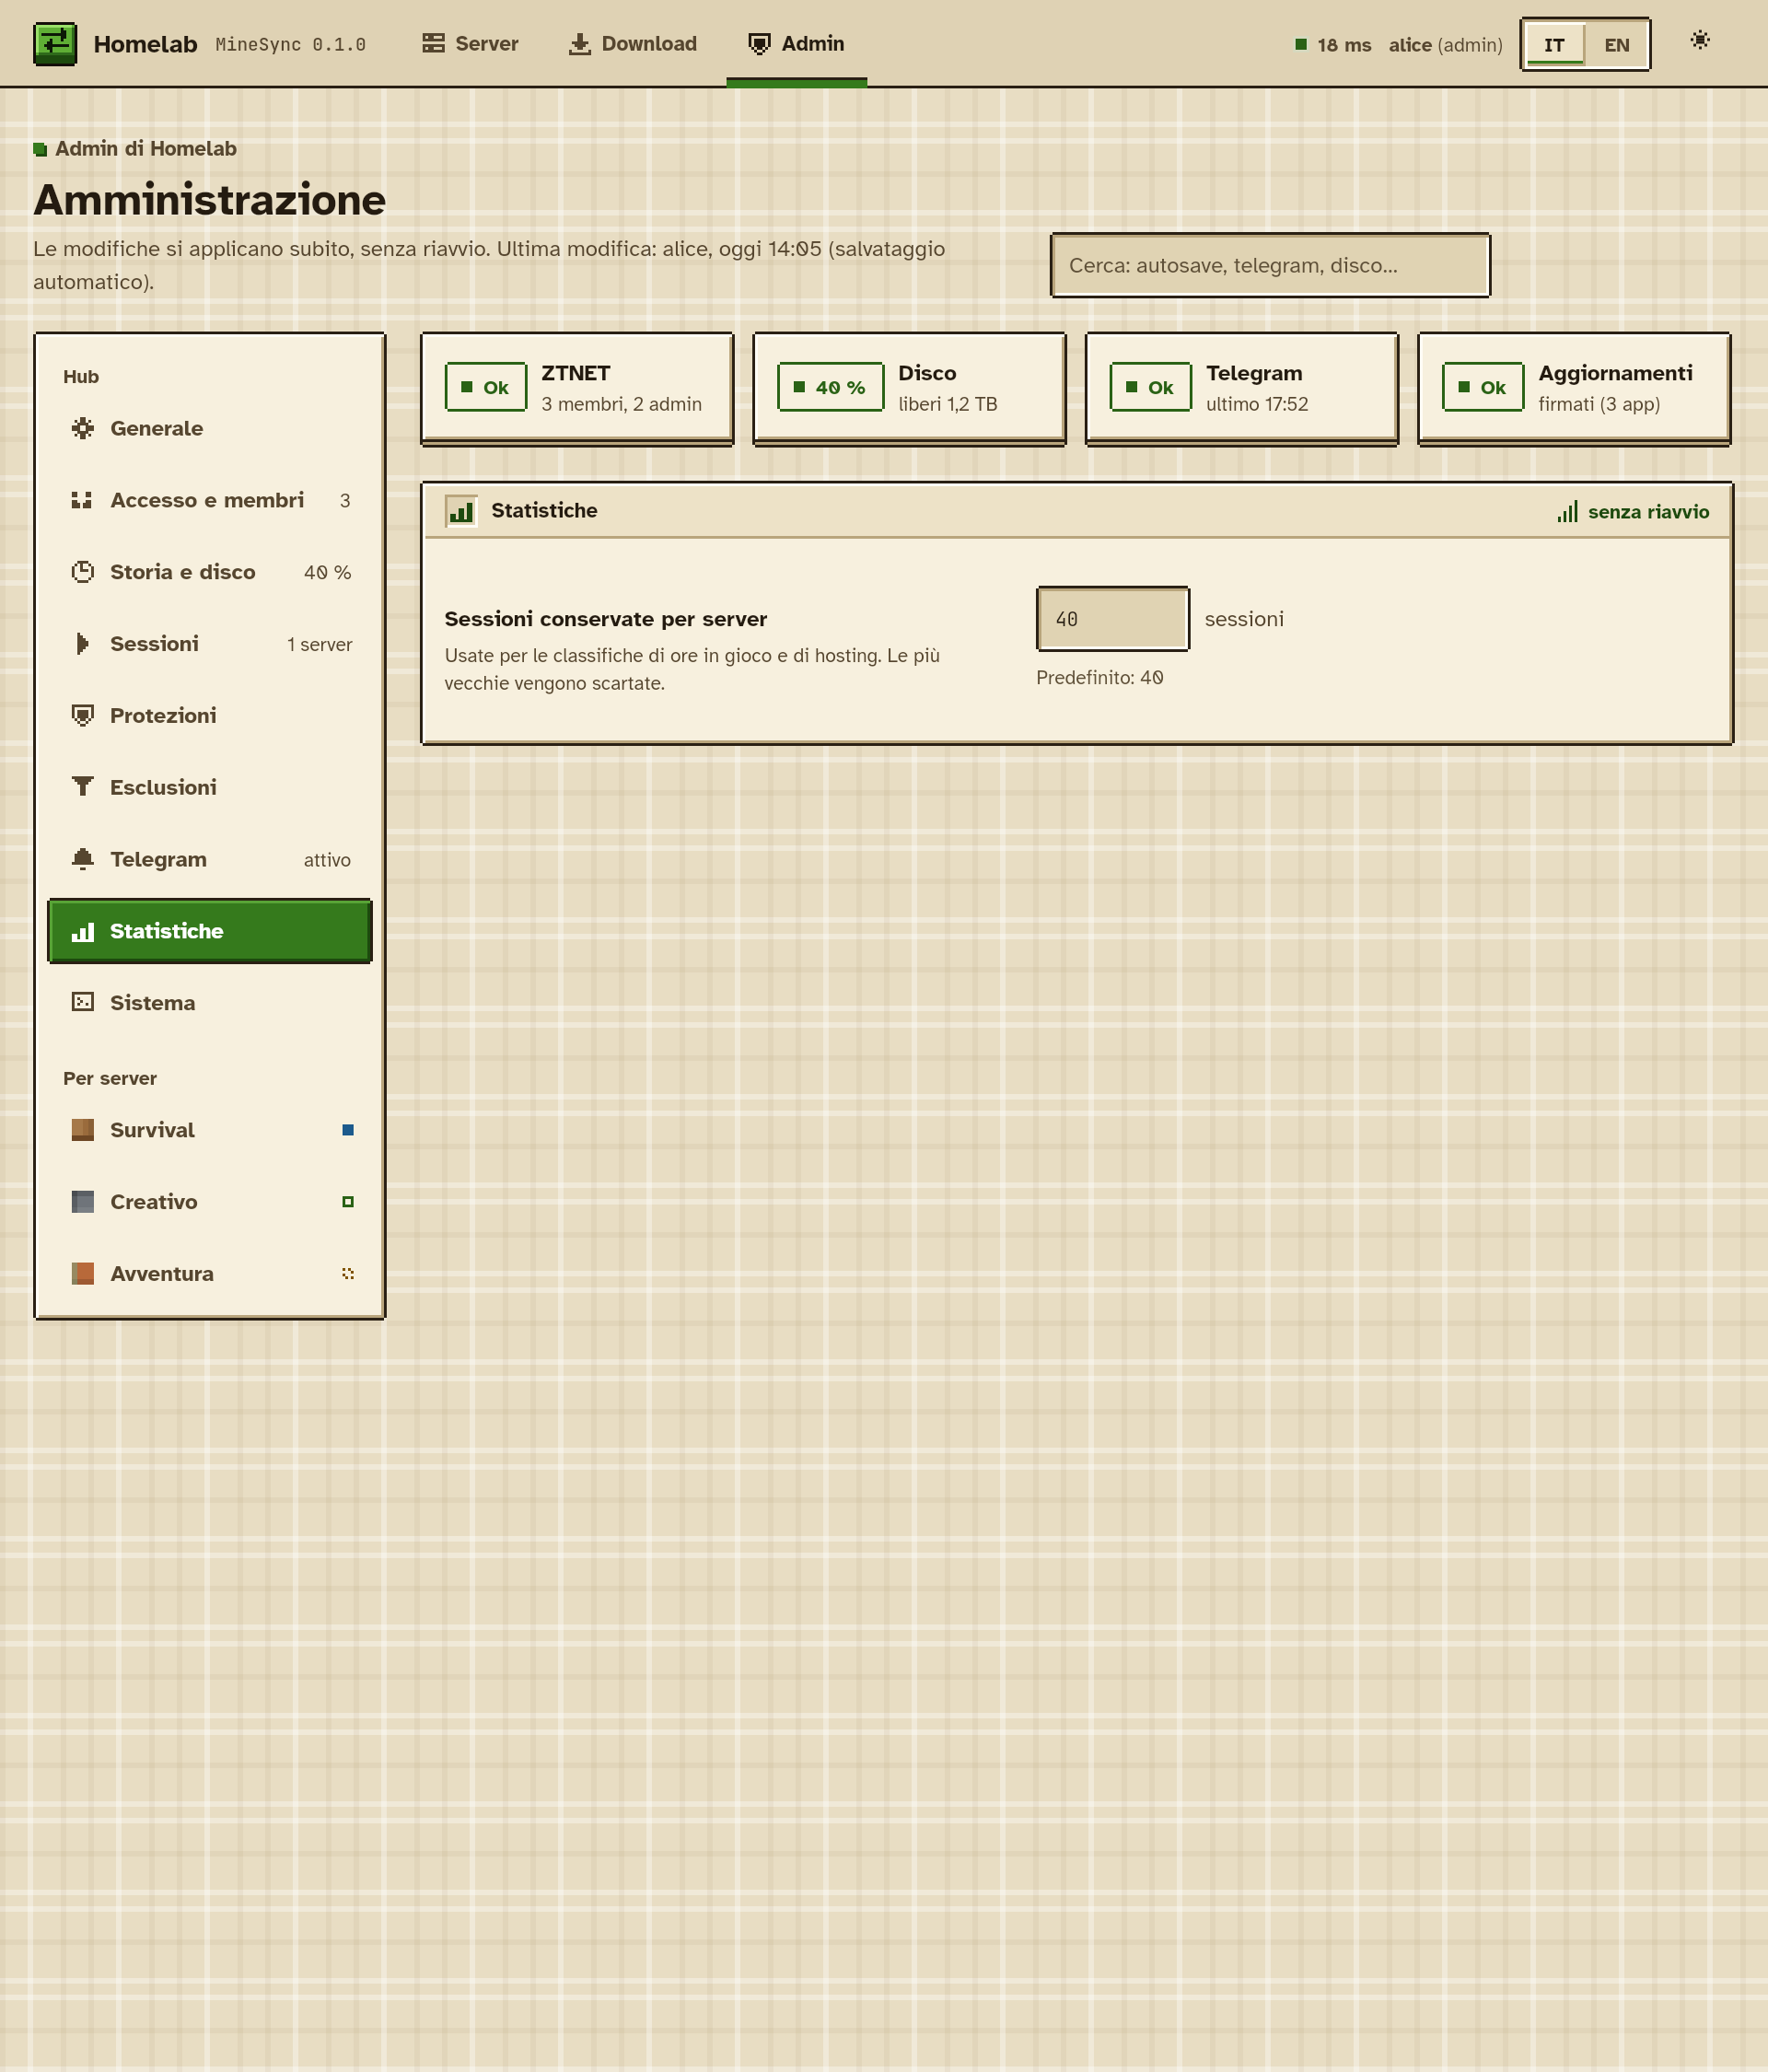 Homelab MineSync 0.1.0 Server Download Admin 18 ms alice (admin) IT EN
Admin di Homelab
Amministrazione
Le modifiche si applicano subito, senza riavvio. Ultima modifica: alice, oggi 14:05 (salvataggio
automatico).
Cerca: autosave, telegram, disco...
Hub
Generale
Accesso e membri 3
Storia e disco 40 %
Sessioni 1 server
Protezioni
Esclusioni
Telegram attivo
Statistiche
Sistema
Per server
Survival
Creativo
Avventura
Ok ZTNET
3 membri, 2 admin
40 % Disco
liberi 1,2 TB
Ok Telegram
ultimo 17:52
Ok Aggiornamenti
firmati (3 app)
Statistiche senza riavvio
Sessioni conservate per server
Usate per le classifiche di ore in gioco e di hosting. Le più
vecchie vengono scartate.
40 sessioni
Predefinito: 40